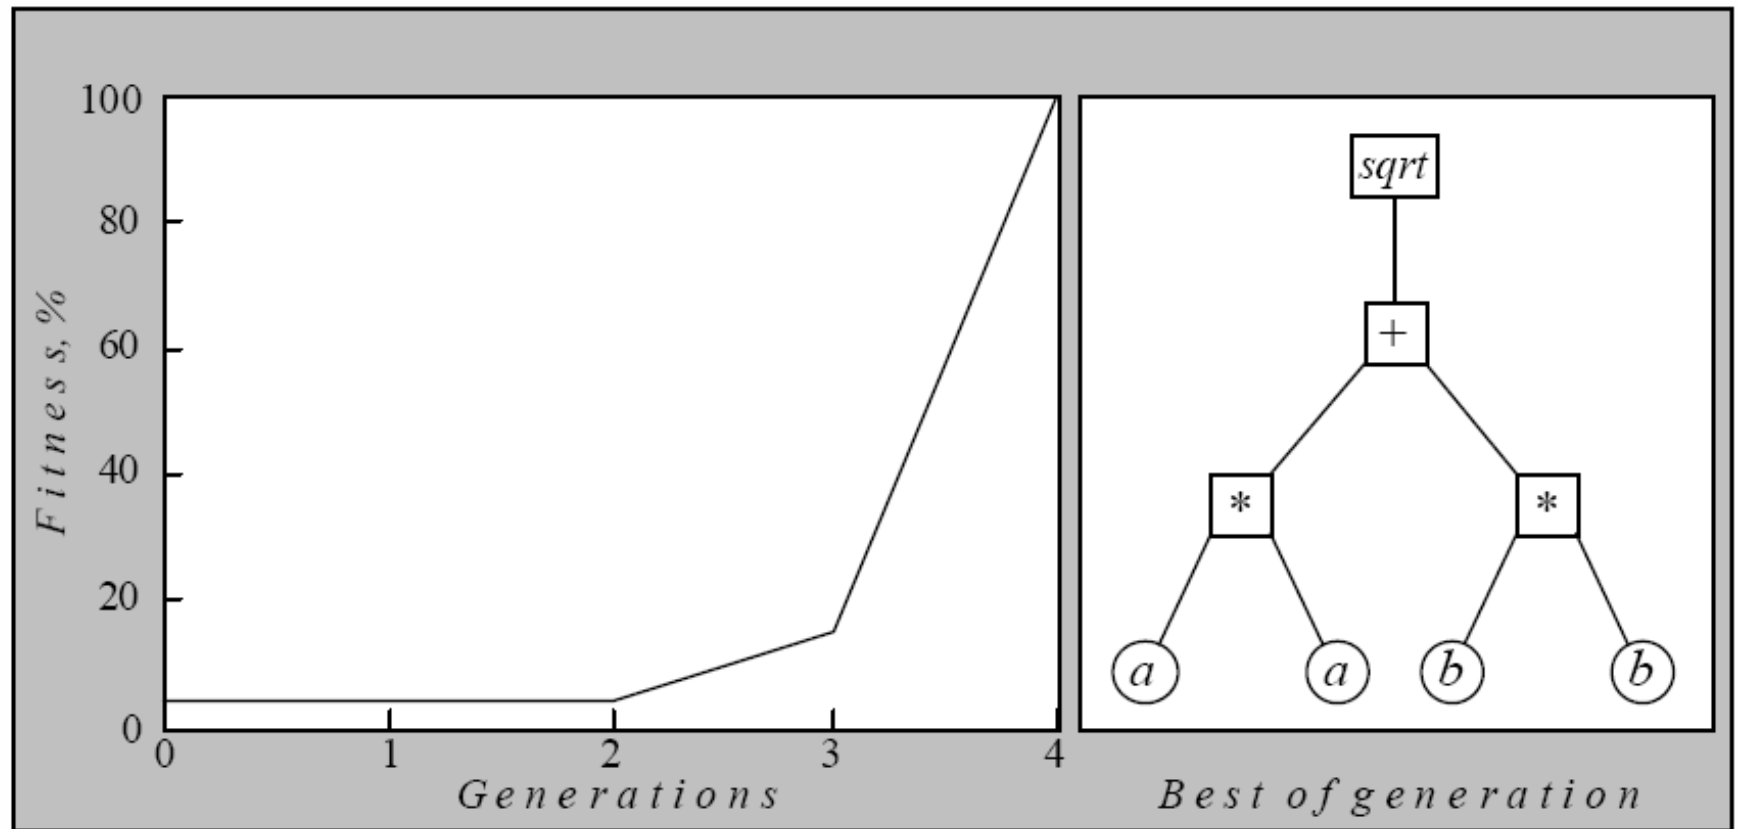 100
80
60
40
20
0
Fitness, %
0 1 2 3 4
Generations
sqrt
+
* *
a a b b
Best of generation